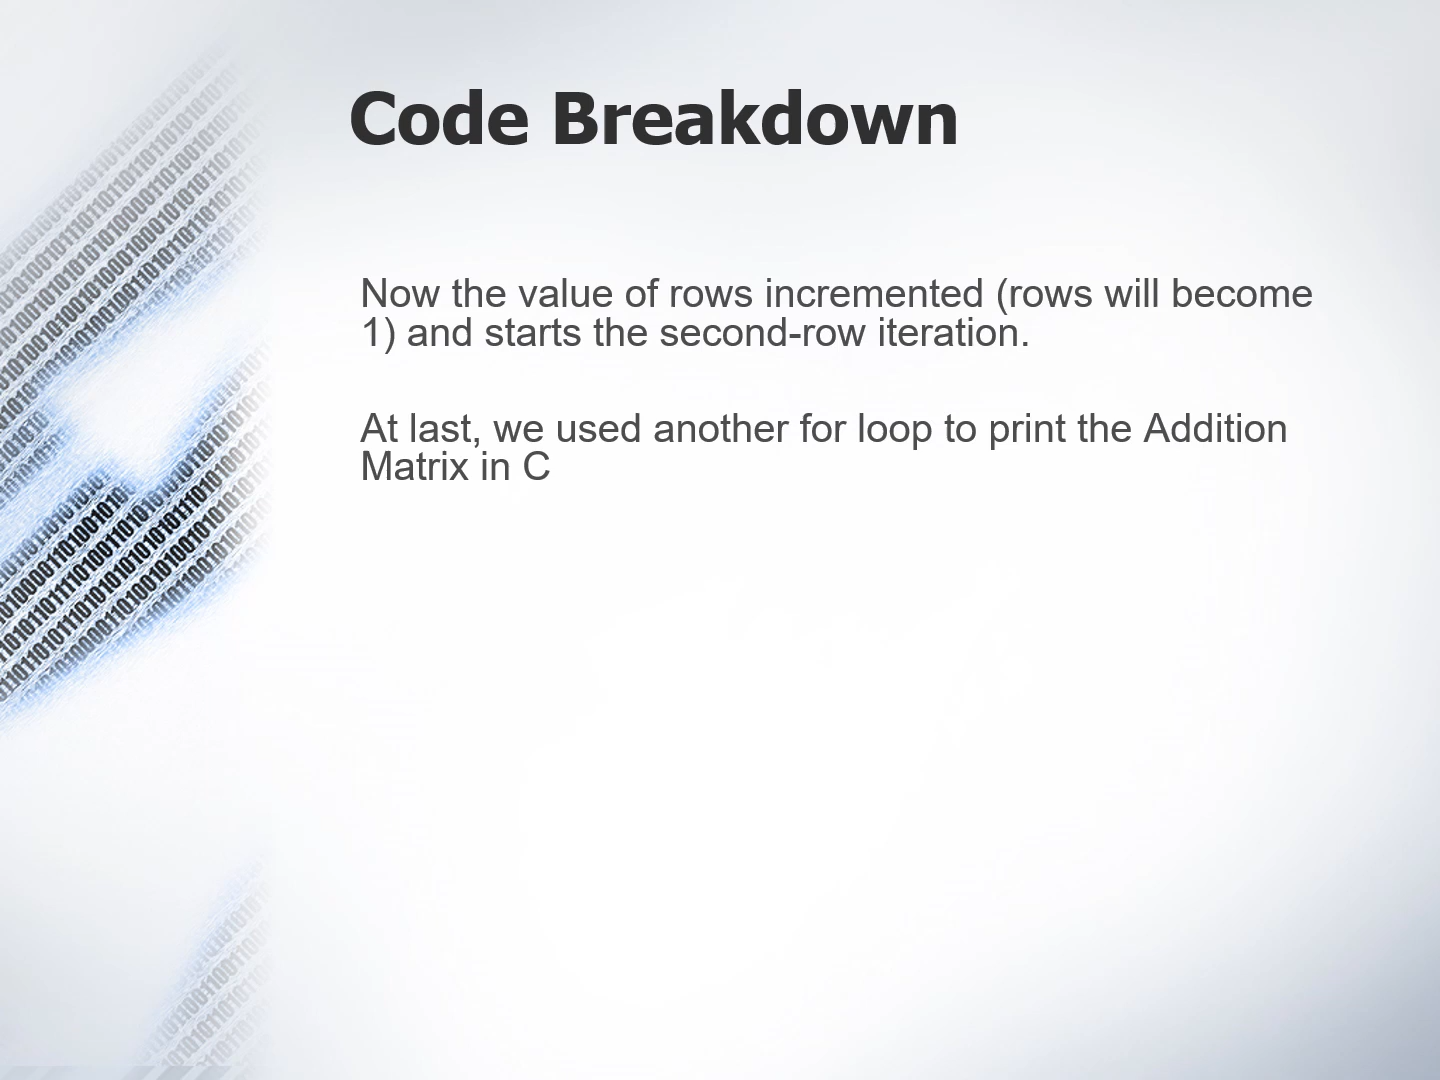 Code Breakdown
Now the value of rows incremented (rows will become
1) and starts the second-row iteration.
At last, we used another for loop to print the Addition
Matrix in C